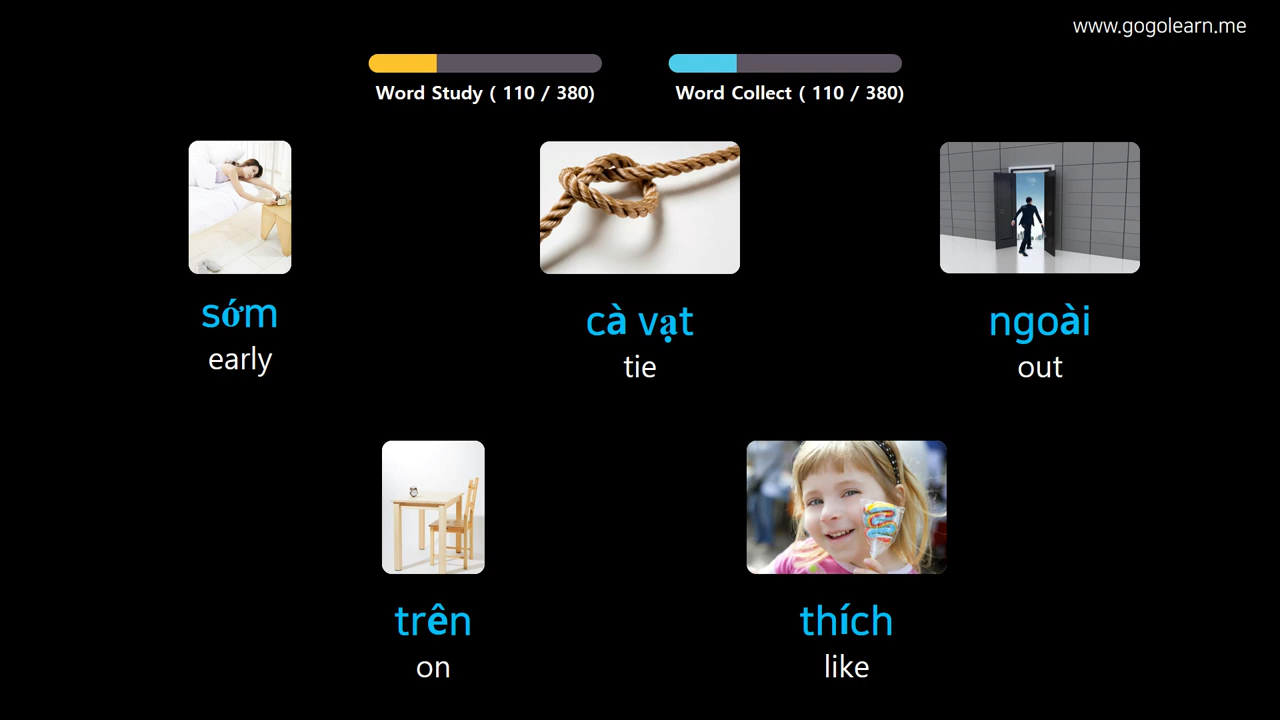 www.gogolearn.me
Word Study ( 110 / 380)
Word Collect ( 110 / 380)
sớm
early
cà vạt
tie
ngoài
out
trên
on
thích
like